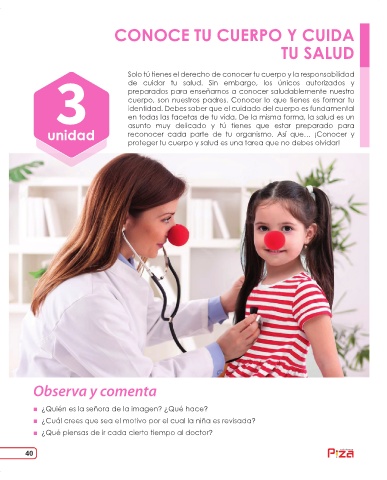 CONOCE TU CUERPO Y CUIDA
TU SALUD
3
unidad
Solo tú tienes el derecho de conocer tu cuerpo y la responsabilidad
de cuidar tu salud. Sin embargo, los únicos autorizados y
preparados para enseñarnos a conocer saludablemente nuestro
cuerpo, son nuestros padres. Conocer lo que tienes es formar tu
identidad. Debes saber que el cuidado del cuerpo es fundamental
en todas las facetas de tu vida. De la misma forma, la salud es un
asunto muy delicado y tú tienes que estar preparado para
reconocer cada parte de tu organismo. Así que... ¡Conocer y
proteger tu cuerpo y salud es una tarea que no debes olvidar!
Observa y comenta
¿Quién es la señora de la imagen? ¿Qué hace?
¿Cuál crees que sea el motivo por el cual la niña es revisada?
¿Qué piensas de ir cada cierto tiempo al doctor?
40
Piza